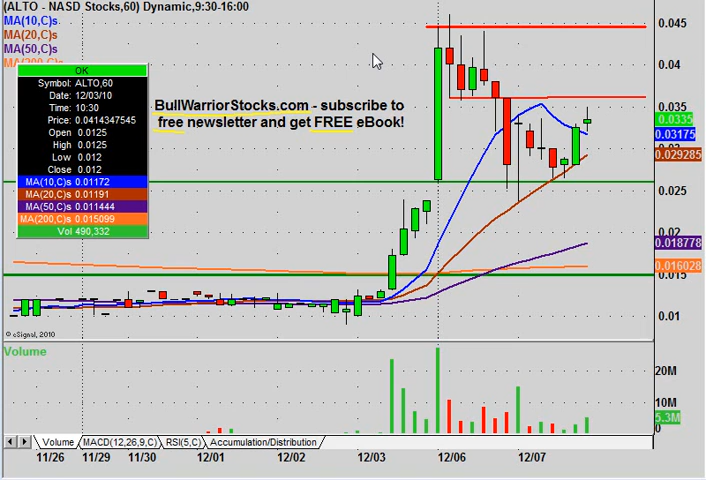 (ALTO - NASD Stocks,60) Dynamic,9:30-16:00
MA(10,C)s
MA(20,C)s
MA(50,C)s
MA(200,C)s
OK
Symbol: ALTO,60
Date: 12/03/10
Time: 10:30
Price: 0.0414347545
Open 0.0125
High 0.0125
Low 0.012
Close 0.012
MA(10,C)s 0.01172
MA(20,C)s 0.01191
MA(50,C)s 0.011444
MA(200,C)s 0.015099
Vol 490,332
BullWarriorStocks.com - subscribe to
free newsletter and get FREE eBook!
0.045
0.04
0.035
0.0335
0.03175
0.03
0.029285
0.025
0.02
0.018778
0.016028
0.015
0.01
© eSignal, 2010
Volume
20M
10M
5.3M
0
Volume MACD(12,26,9,C) RSI(5,C) Accumulation/Distribution
11/26 11/29 11/30 12/01 12/02 12/03 12/06 12/07